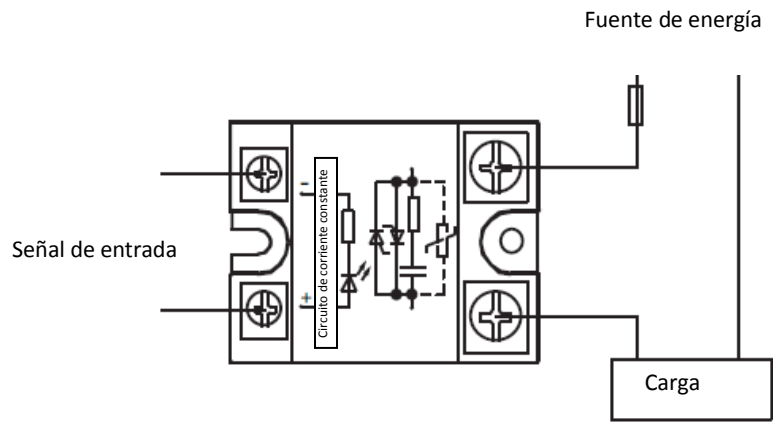 Fuente de energía
Señal de entrada
-
Circuito de corriente constante
+
Carga